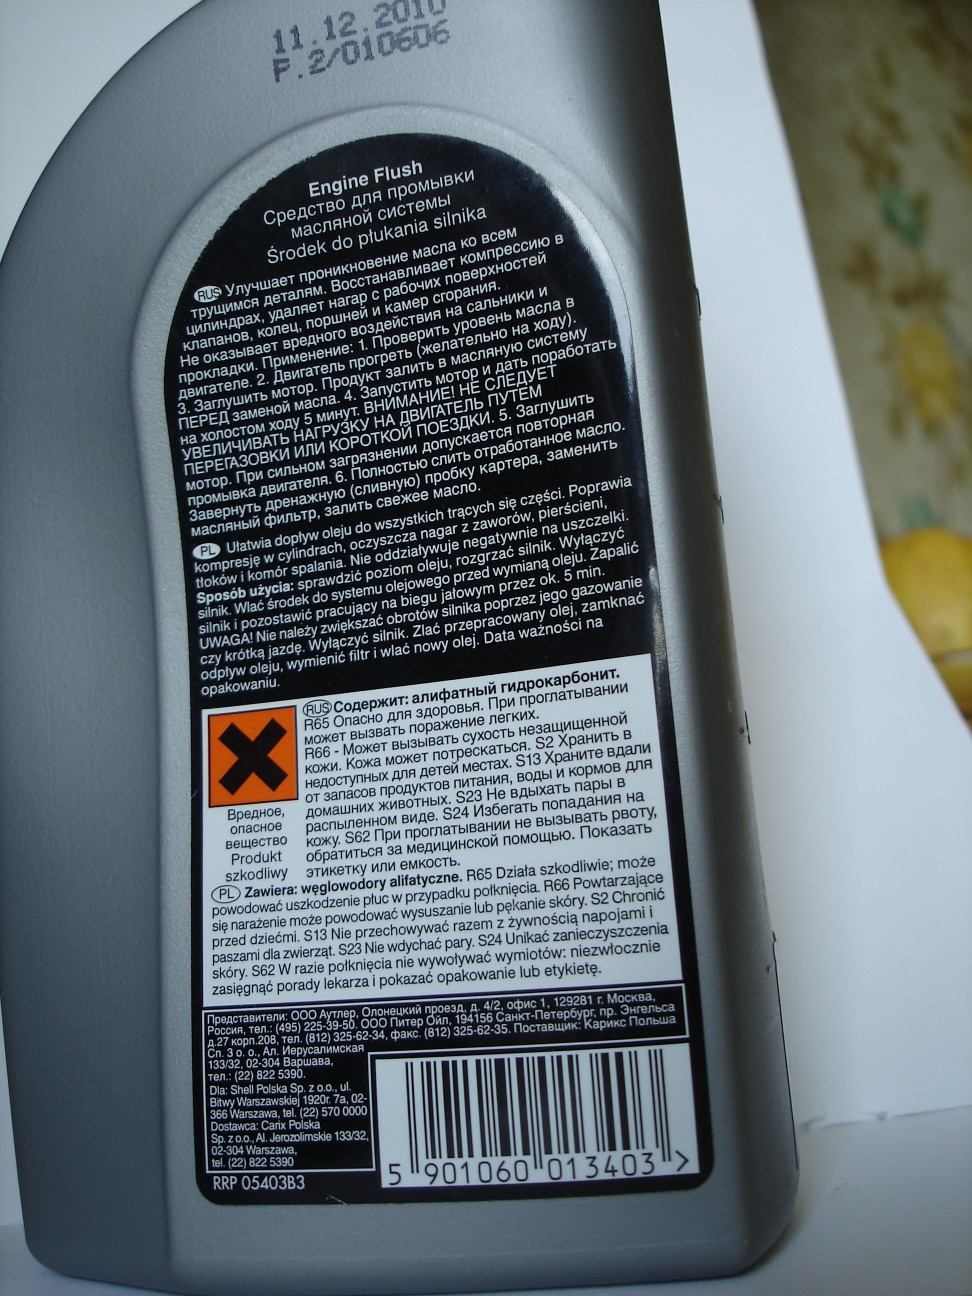 11.12.2010
P.2/010606
Engine Flush
Средство для промывки
масляной системы
Środek do płukania silnika
RUS Улучшает проникновение масла ко всем
трущимся деталям. Восстанавливает компрессию в
цилиндрах, удаляет нагар с рабочих поверхностей
клапанов, колец, поршней и камер сгорания.
Не оказывает вредного воздействия на сальники и
прокладки. Применение: 1. Проверить уровень масла в
двигателе. 2. Двигатель прогреть (желательно на ходу).
3. Заглушить мотор. Продукт залить в масляную систему
ПЕРЕД заменой масла. 4. Запустить мотор и дать поработать
на холостом ходу 5 минут. ВНИМАНИЕ! НЕ СЛЕДУЕТ
УВЕЛИЧИВАТЬ НАГРУЗКУ НА ДВИГАТЕЛЬ ПУТЕМ
ПЕРЕГАЗОВКИ ИЛИ КОРОТКОЙ ПОЕЗДКИ. 5. Заглушить
мотор. При сильном загрязнении допускается повторная
промывка двигателя. 6. Полностью слить отработанное масло.
Завернуть дренажную (сливную) пробку картера, заменить
масляный фильтр, залить свежее масло.
PL Ułatwia dopływ oleju do wszystkich trących się części. Poprawia
kompresję w cylindrach, oczyszcza nagar z zaworów, pierścieni,
tłoków i komór spalania. Nie oddziaływuje negatywnie na uszczelki.
Sposób użycia: sprawdzić poziom oleju, rozgrzać silnik. Wyłączyć
silnik. Wlać środek do systemu olejowego przed wymianą oleju. Zapalić
silnik i pozostawić pracujący na biegu jałowym przez ok. 5 min.
UWAGA! Nie należy zwiększać obrotów silnika poprzez jego gazowanie
czy krótką jazdę. Wyłączyć silnik. Zlać przepracowany olej, zamknąć
odpływ oleju, wymienić filtr i wlać nowy olej. Data ważności na
opakowaniu.
RUS Содержит: алифатный гидрокарбонит.
R65 Опасно для здоровья. При проглатывании
может вызвать поражение легких.
R66 - Может вызывать сухость незащищенной
кожи. Кожа может потрескаться. S2 Хранить в
недоступных для детей местах. S13 Храните вдали
от запасов продуктов питания, воды и кормов для
домашних животных. S23 Не вдыхать пары в
распыленном виде. S24 Избегать попадания на
кожу. S62 При проглатывании не вызывать рвоту,
обратиться за медицинской помощью. Показать
этикетку или емкость.
Вредное,
опасное
вещество
Produkt
szkodliwy
PL Zawiera: węglowodory alifatyczne. R65 Działa szkodliwie; może
powodować uszkodzenie płuc w przypadku połknięcia. R66 Powtarzające
się narażenie może powodować wysuszanie lub pękanie skóry. S2 Chronić
przed dziećmi. S13 Nie przechowywać razem z żywnością napojami i
paszami dla zwierząt. S23 Nie wdychać pary. S24 Unikać zanieczyszczenia
skóry. S62 W razie połknięcia nie wywoływać wymiotów: niezwłocznie
zasięgnąć porady lekarza i pokazać opakowanie lub etykietę.
Представители: ООО Аутлер. Олонецкий проезд, д. 4/2, офис 1, 129281 г. Москва,
Россия, тел.: (495) 225-39-50. ООО Питер Ойл, 194156 Санкт-Петербург, пр. Энгельса
д.27 корп.208, тел. (812) 325-62-34, факс. (812) 325-62-35. Поставщик: Карикс Польша
Сп. З о. о., Ал. Иерусалимская
133/32, 02-304 Варшава,
тел.: (22) 822 5390.
Dla: Shell Polska Sp. z o.o., ul.
Bitwy Warszawskiej 1920r. 7a, 02-
366 Warszawa, tel. (22) 570 0000
Dostawca: Carix Polska
Sp. z o.o., Al. Jerozolimskie 133/32,
02-304 Warszawa,
tel. (22) 822 5390
5 901060 013403 >
RRP 05403B3